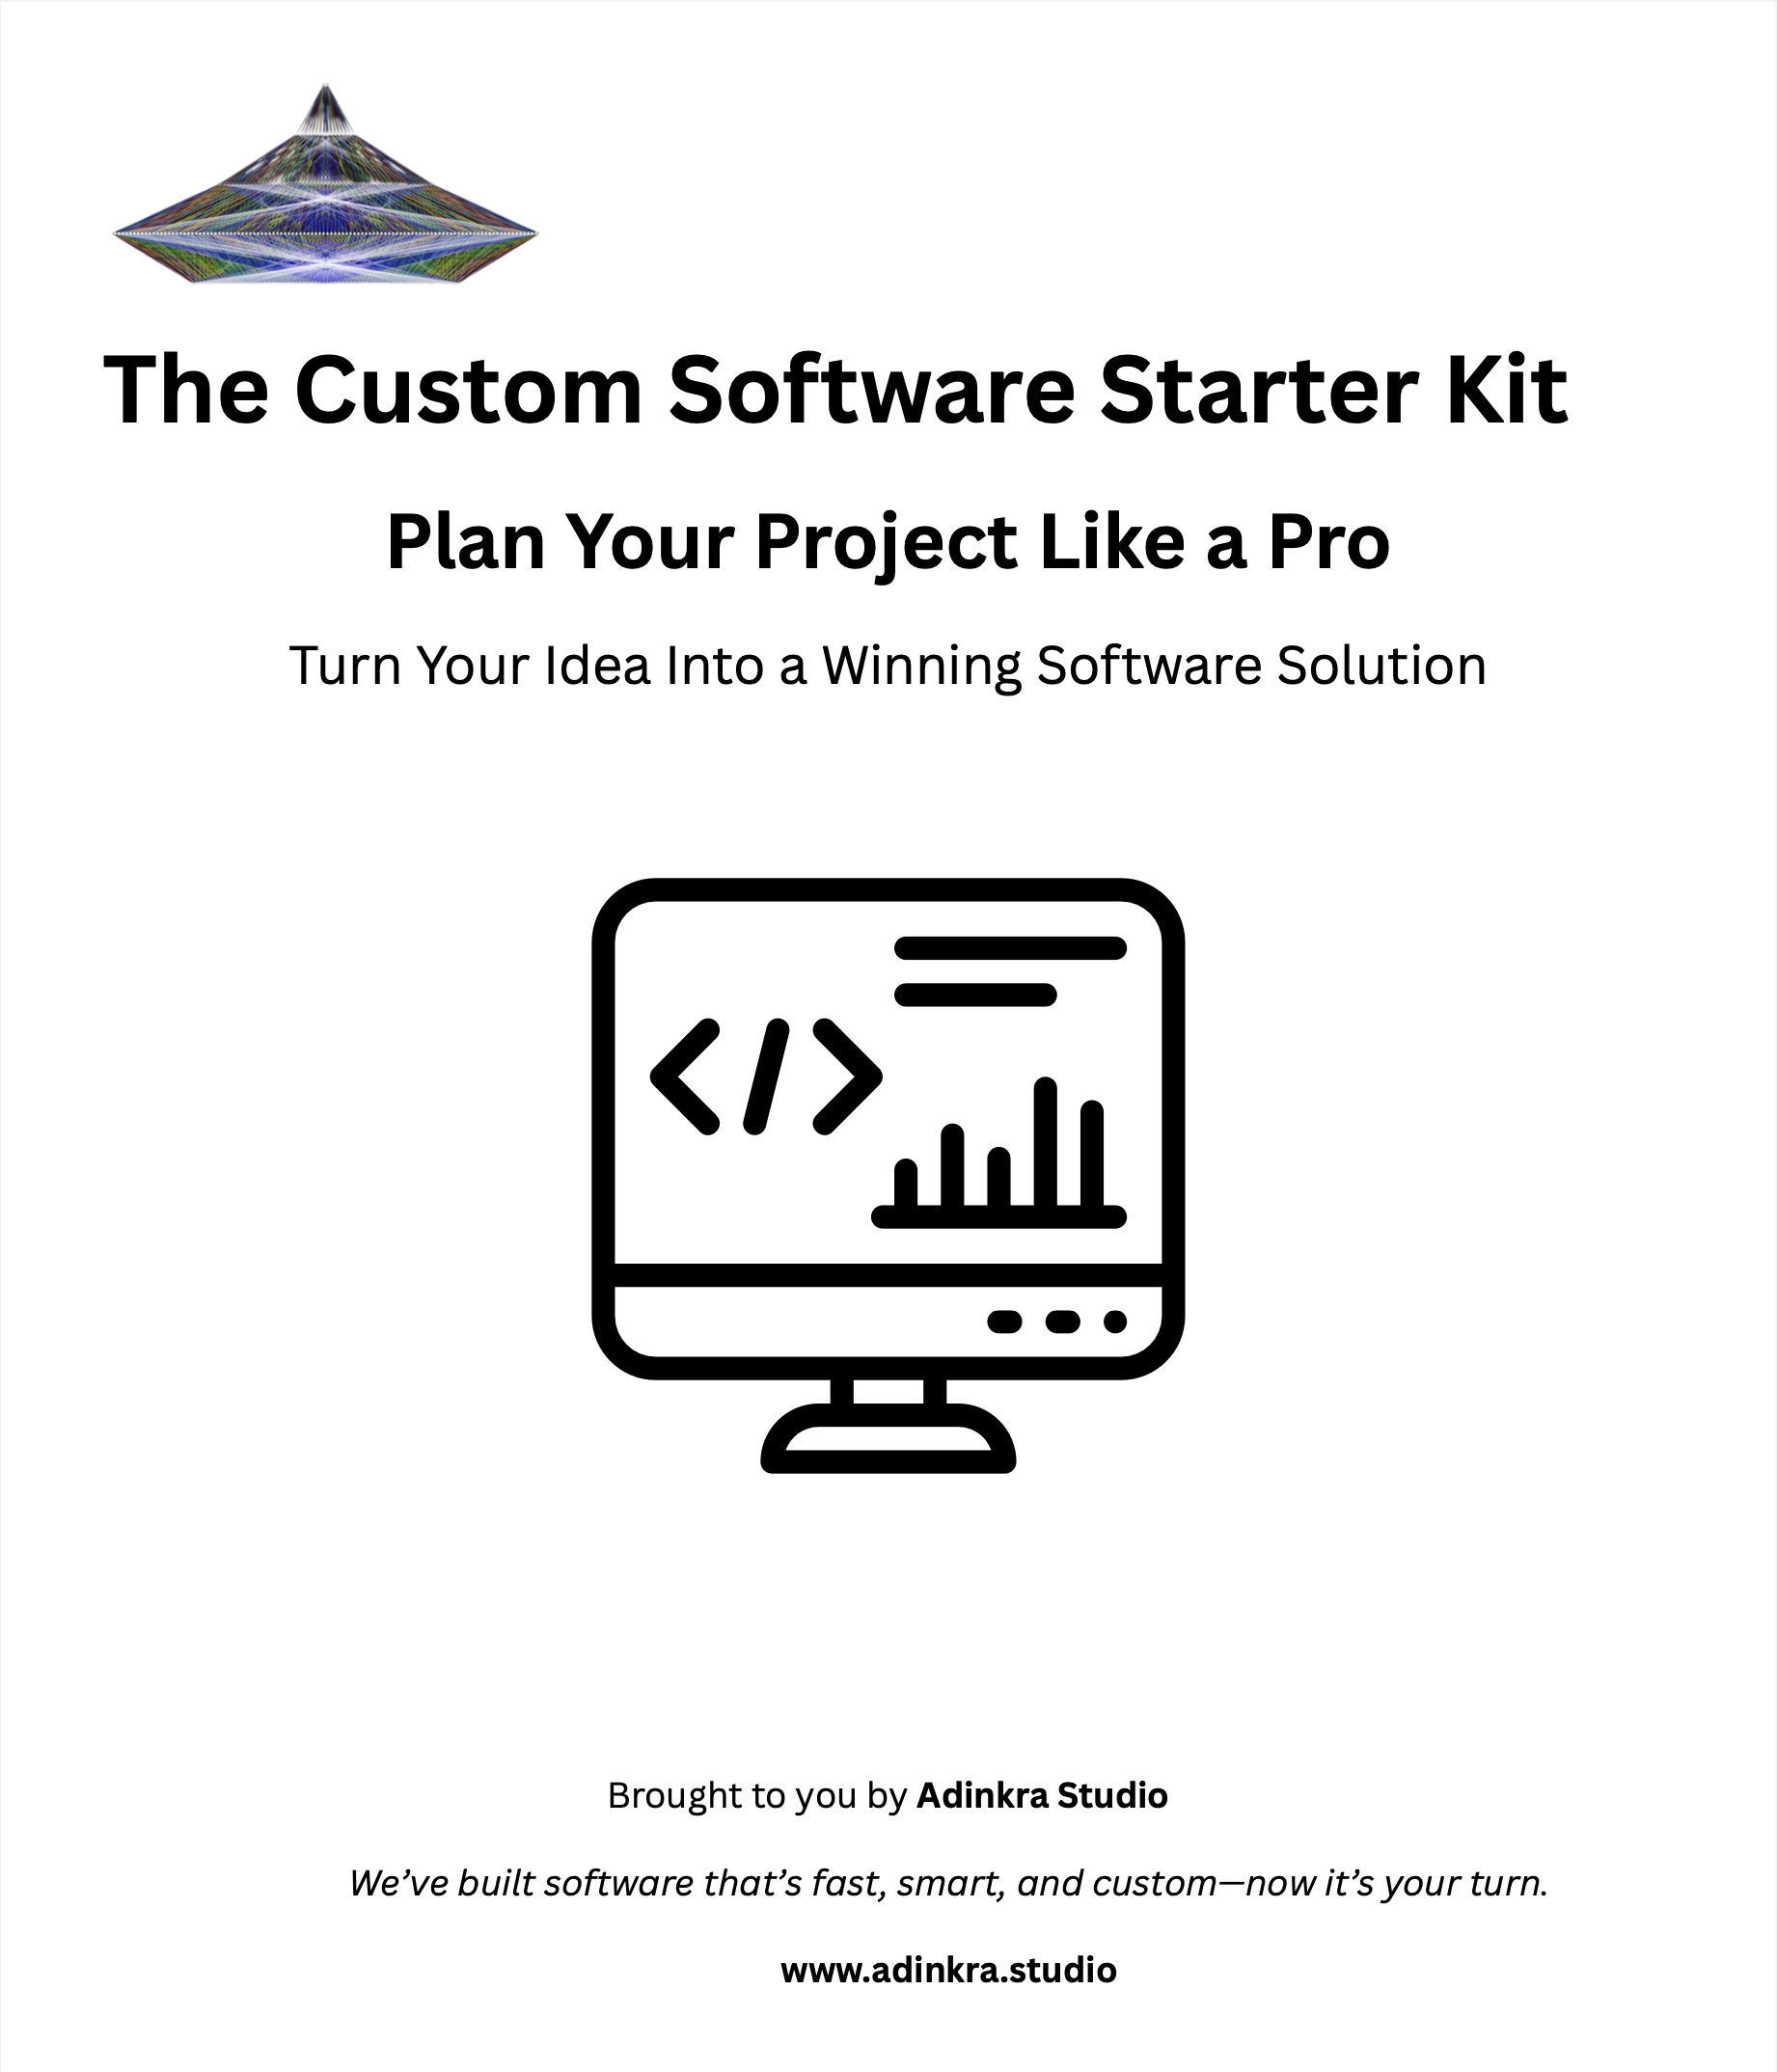 The Custom Software Starter Kit
Plan Your Project Like a Pro
Turn Your Idea Into a Winning Software Solution
</>
Brought to you by Adinkra Studio
We’ve built software that’s fast, smart, and custom—now it’s your turn.
www.adinkra.studio